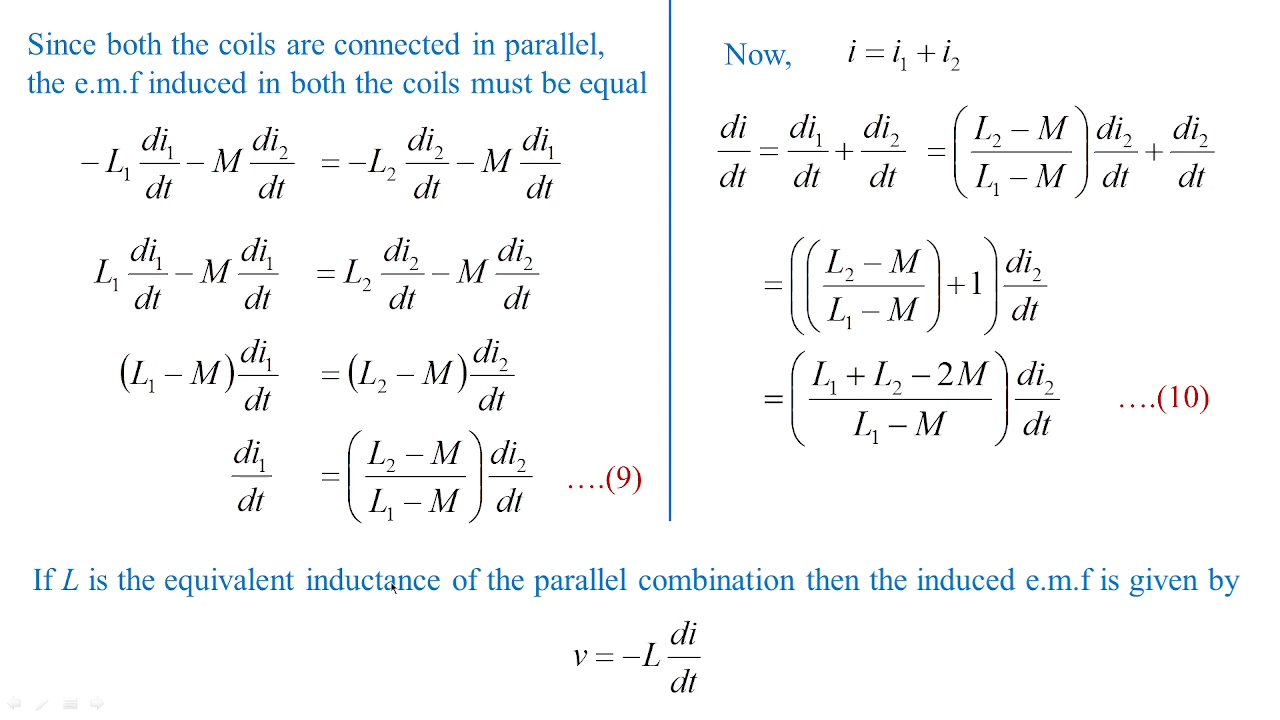 Since both the coils are connected in parallel,
the e.m.f induced in both the coils must be equal
−L₁ di₁/dt − M di₂/dt = −L₂ di₂/dt − M di₁/dt
L₁ di₁/dt − M di₁/dt = L₂ di₂/dt − M di₂/dt
(L₁ − M) di₁/dt = (L₂ − M) di₂/dt
di₁/dt = ((L₂ − M)/(L₁ − M)) di₂/dt ….(9)
Now, i = i₁ + i₂
di/dt = di₁/dt + di₂/dt = ((L₂ − M)/(L₁ − M)) di₂/dt + di₂/dt
= (((L₂ − M)/(L₁ − M)) + 1) di₂/dt
= ((L₁ + L₂ − 2M)/(L₁ − M)) di₂/dt ….(10)
If L is the equivalent inductance of the parallel combination then the induced e.m.f is given by
v = −L di/dt